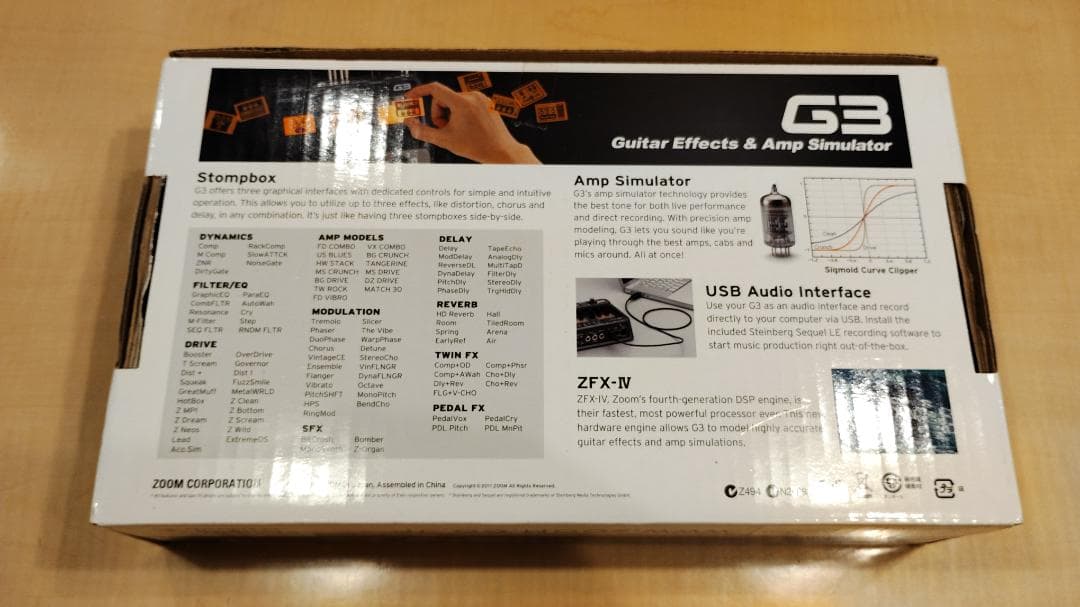 G3
G3
Guitar Effects & Amp Simulator
Stompbox
G3 offers three graphical interfaces with dedicated controls for simple and intuitive
operation. This allows you to utilize up to three effects, like distortion, chorus and
delay, in any combination. It's just like having three stompboxes side-by-side.
DYNAMICS
Comp RackComp
M Comp SlowATTCK
ZNR NoiseGate
DirtyGate
FILTER/EQ
GraphicEQ ParaEQ
CombFLTR AutoWah
Resonance Cry
M-Filter Step
SEQ FLTR RNDM FLTR
DRIVE
Booster OverDrive
T Scream Governor
Dist + Dist 1
Squeak FuzzSmile
GreatMuff MetalWRLD
HotBox Z Clean
Z MP1 Z Bottom
Z Dream Z Scream
Z Neos Z Wild
Lead ExtremeDS
Aco.Sim
AMP MODELS
FD COMBO VX COMBO
US BLUES BG CRUNCH
HW STACK TANGERINE
MS CRUNCH MS DRIVE
BG DRIVE DZ DRIVE
TW ROCK MATCH 30
FD VIBRO
MODULATION
Tremolo Slicer
Phaser The Vibe
DuoPhase WarpPhase
Chorus Detune
VintageCE StereoCho
Ensemble VinFLNGR
Flanger DynaFLNGR
Vibrato Octave
PitchSHFT MonoPitch
HPS BendCho
RingMod
SFX
BitCrush Bomber
MonoSynth Z-Organ
DELAY
Delay TapeEcho
ModDelay AnalogDly
ReverseDL MultiTapD
DynaDelay FilterDly
PitchDly StereoDly
PhaseDly TrgHldDly
REVERB
HD Reverb Hall
Room TiledRoom
Spring Arena
EarlyRef Air
TWIN FX
Comp+OD Comp+Phsr
Comp+AWah Cho+Dly
Dly+Rev Cho+Rev
FLG+V-CHO
PEDAL FX
PedalVox PedalCry
PDL Pitch PDL MnPit
Amp Simulator
G3's amp simulator technology provides
the best tone for both live performance
and direct recording. With precision amp
modeling, G3 lets you sound like you're
playing through the best amps, cabs and
mics around. All at once!
Clean
Crunch
Drive
Sigmoid Curve Clipper
USB Audio Interface
Use your G3 as an audio interface and record
directly to your computer via USB. Install the
included Steinberg Sequel LE recording software to
start music production right out-of-the-box.
ZFX-IV
ZFX-IV, Zoom's fourth-generation DSP engine, is
their fastest, most powerful processor ever. This new
hardware engine allows G3 to model highly accurate
guitar effects and amp simulations.
ZOOM CORPORATION
Assembled in China
Copyright © 2011 ZOOM All Rights Reserved.
Z494
プラ